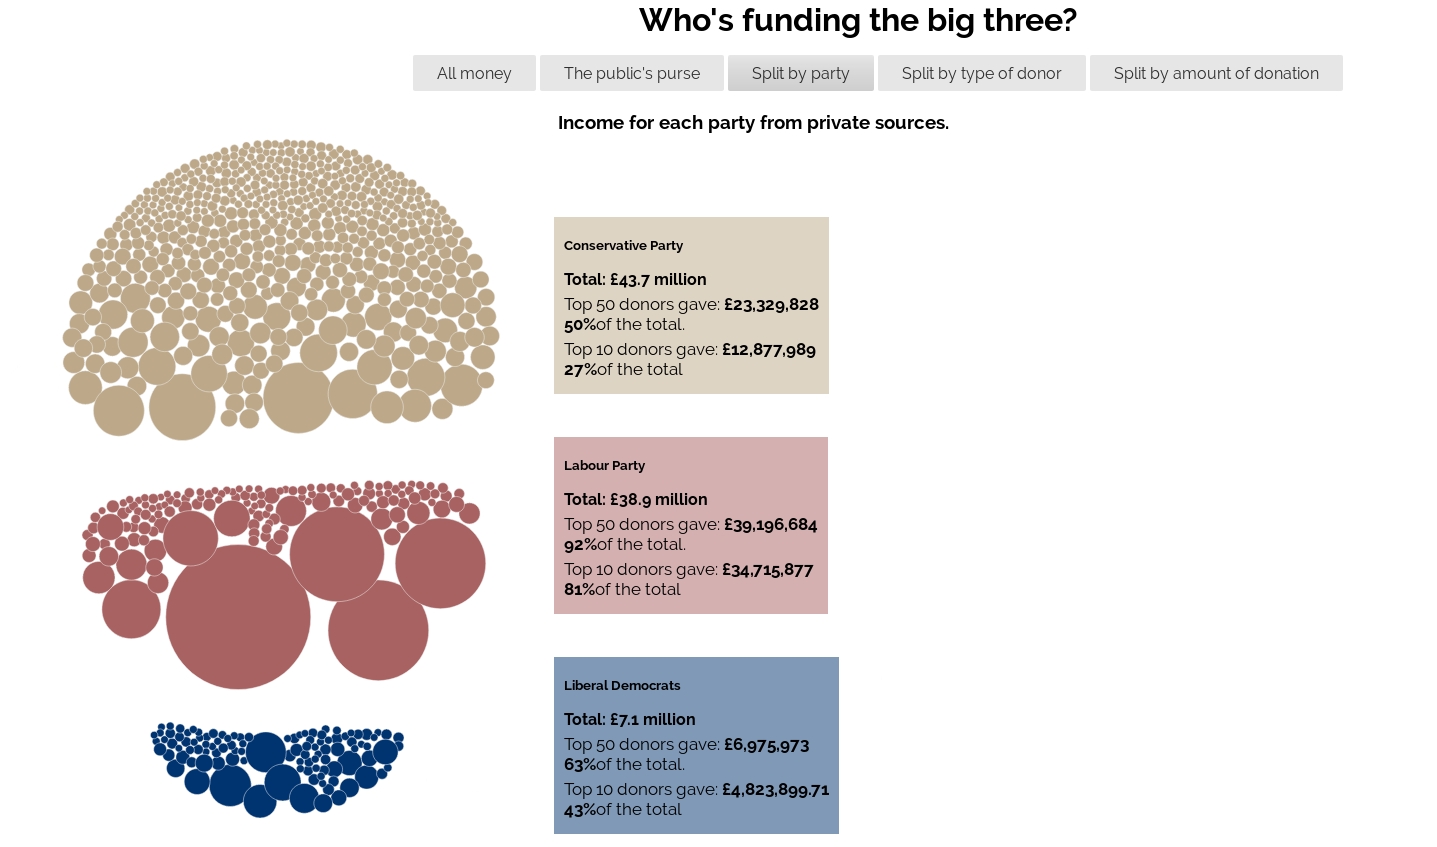 Who's funding the big three?
All money
The public's purse
Split by party
Split by type of donor
Split by amount of donation
Income for each party from private sources.
Conservative Party
Total: £43.7 million
Top 50 donors gave: £23,329,828
50%of the total.
Top 10 donors gave: £12,877,989
27%of the total
Labour Party
Total: £38.9 million
Top 50 donors gave: £39,196,684
92%of the total.
Top 10 donors gave: £34,715,877
81%of the total
Liberal Democrats
Total: £7.1 million
Top 50 donors gave: £6,975,973
63%of the total.
Top 10 donors gave: £4,823,899.71
43%of the total